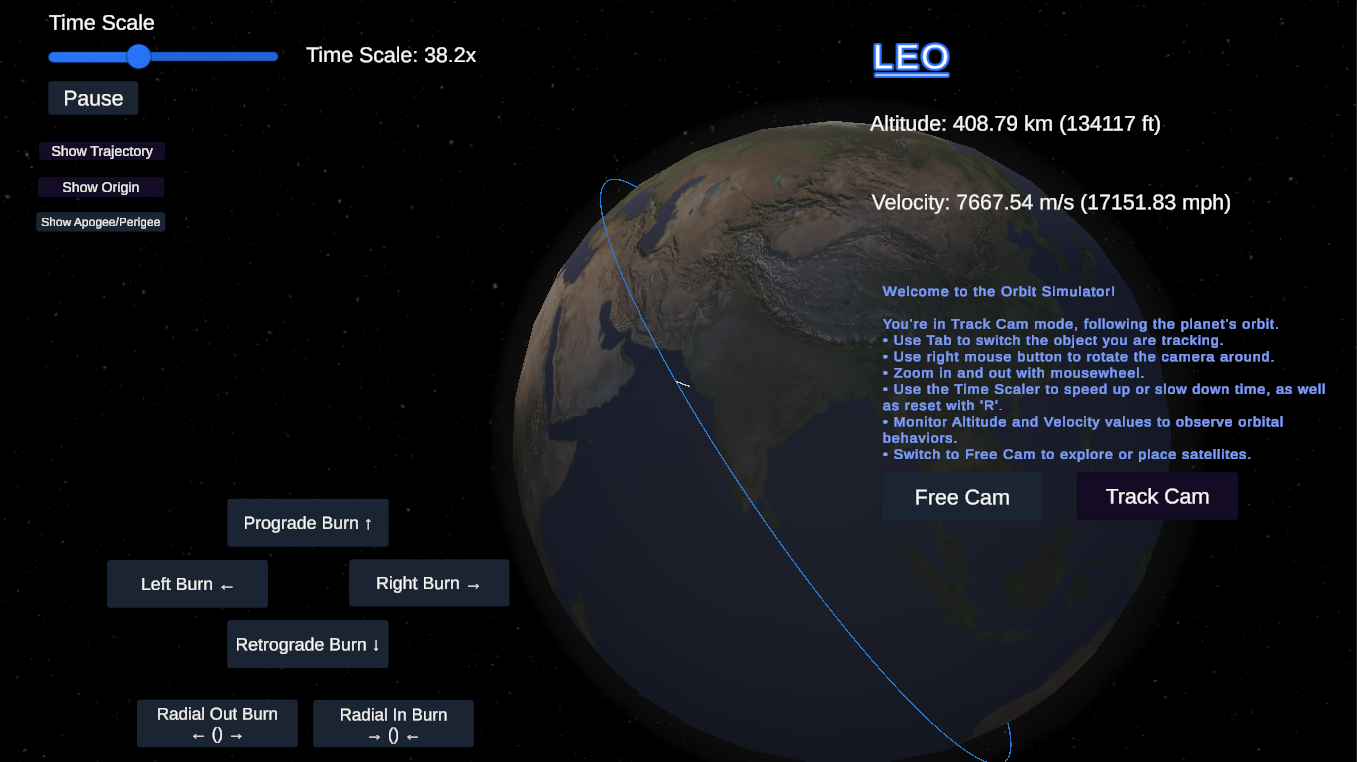 Time Scale
Time Scale: 38.2x
Pause
Show Trajectory
Show Origin
Show Apogee/Perigee
LEO
Altitude: 408.79 km (134117 ft)
Velocity: 7667.54 m/s (17151.83 mph)
Welcome to the Orbit Simulator!
You're in Track Cam mode, following the planet's orbit.
• Use Tab to switch the object you are tracking.
• Use right mouse button to rotate the camera around.
• Zoom in and out with mousewheel.
• Use the Time Scaler to speed up or slow down time, as well
as reset with 'R'.
• Monitor Altitude and Velocity values to observe orbital
behaviors.
• Switch to Free Cam to explore or place satellites.
Free Cam
Track Cam
Prograde Burn ↑
Left Burn ←
Right Burn →
Retrograde Burn ↓
Radial Out Burn
← () →
Radial In Burn
→ () ←